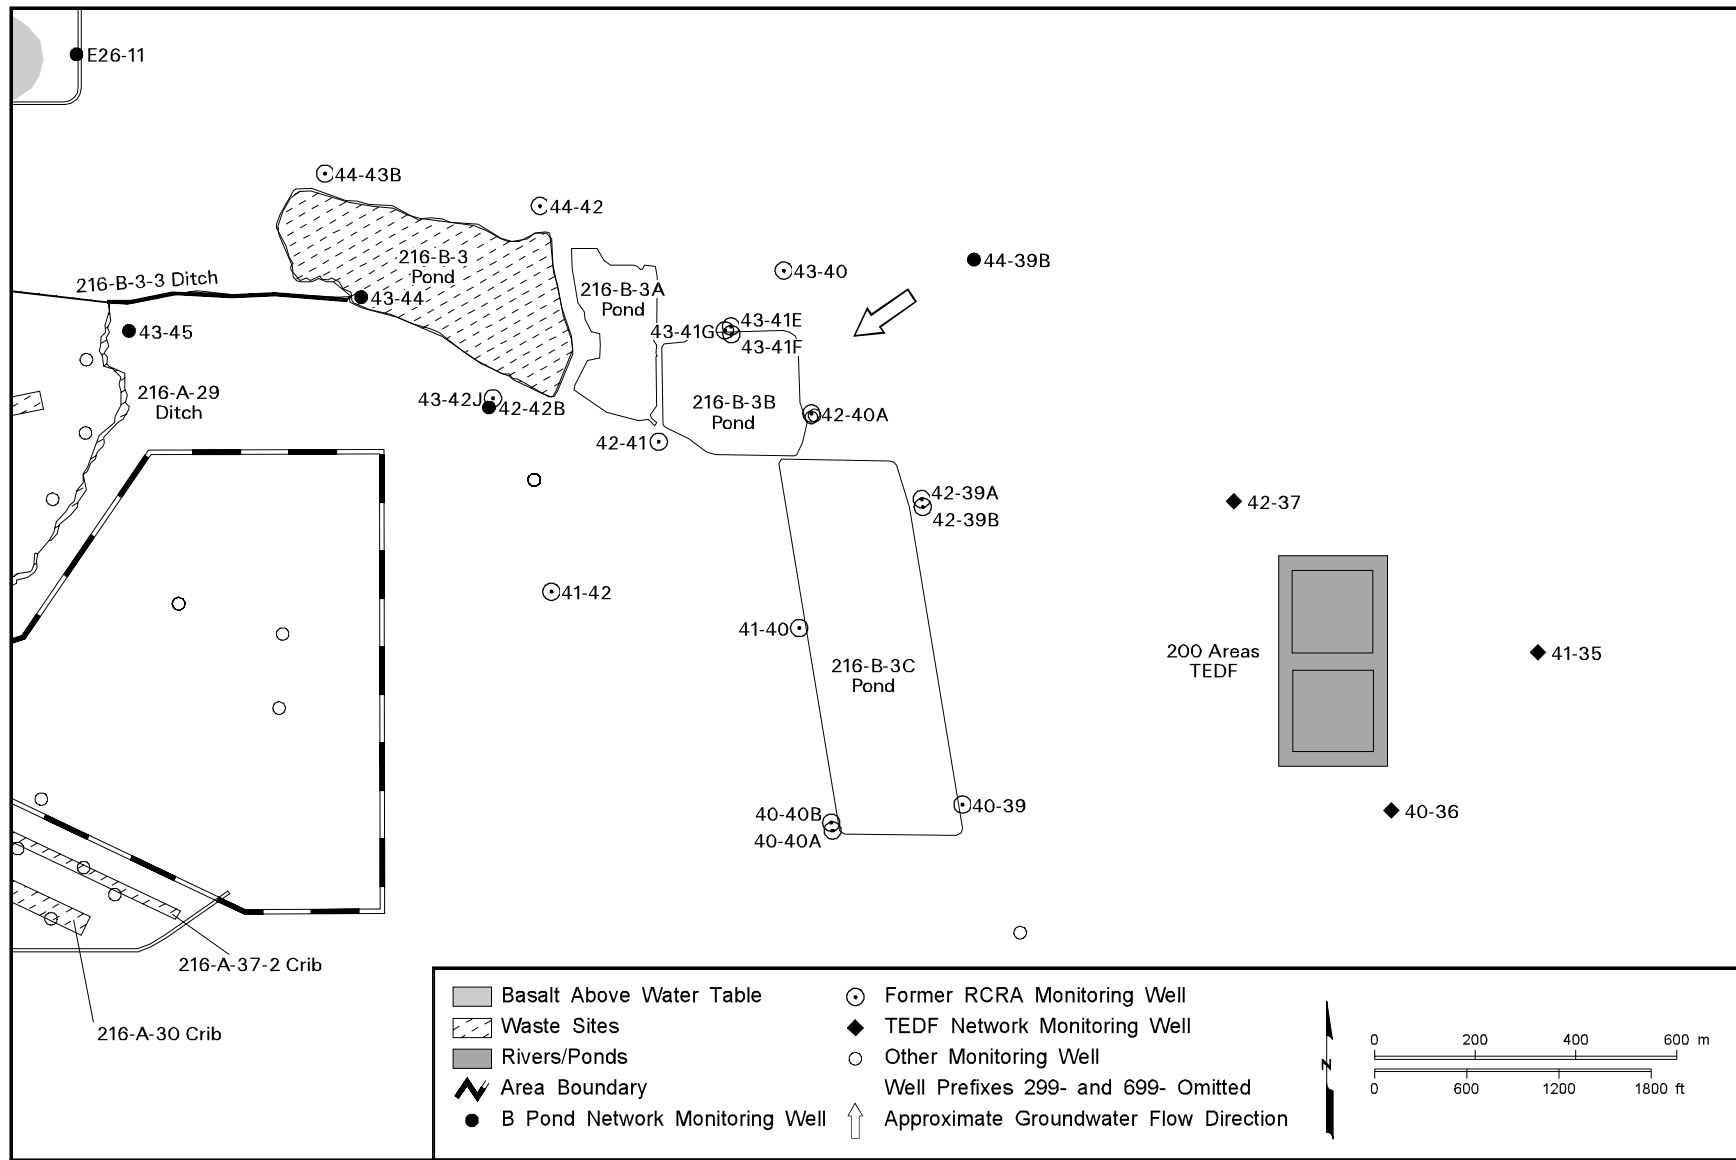 E26-11
44-43B
44-42
216-B-3
Pond
43-40
44-39B
216-B-3-3 Ditch
43-44
216-B-3A
Pond
43-45
43-41G
43-41E
43-41F
216-A-29
Ditch
43-42J
42-42B
216-B-3B
Pond
42-40A
42-41
42-39A
42-39B
42-37
41-42
41-40
216-B-3C
Pond
200 Areas
TEDF
41-35
40-40B
40-40A
40-39
40-36
216-A-37-2 Crib
216-A-30 Crib
Basalt Above Water Table
Waste Sites
Rivers/Ponds
Area Boundary
B Pond Network Monitoring Well
Former RCRA Monitoring Well
TEDF Network Monitoring Well
Other Monitoring Well
Well Prefixes 299- and 699- Omitted
Approximate Groundwater Flow Direction
N
0 200 400 600 m
0 600 1200 1800 ft